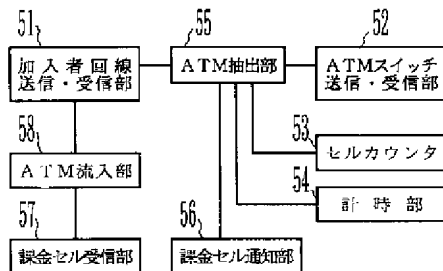 51
55
52
加入者回線
送信・受信部
ATM抽出部
ATMスイッチ
送信・受信部
58
53
ATM流入部
セルカウンタ
54
計時部
57
56
課金セル受信部
課金セル通知部